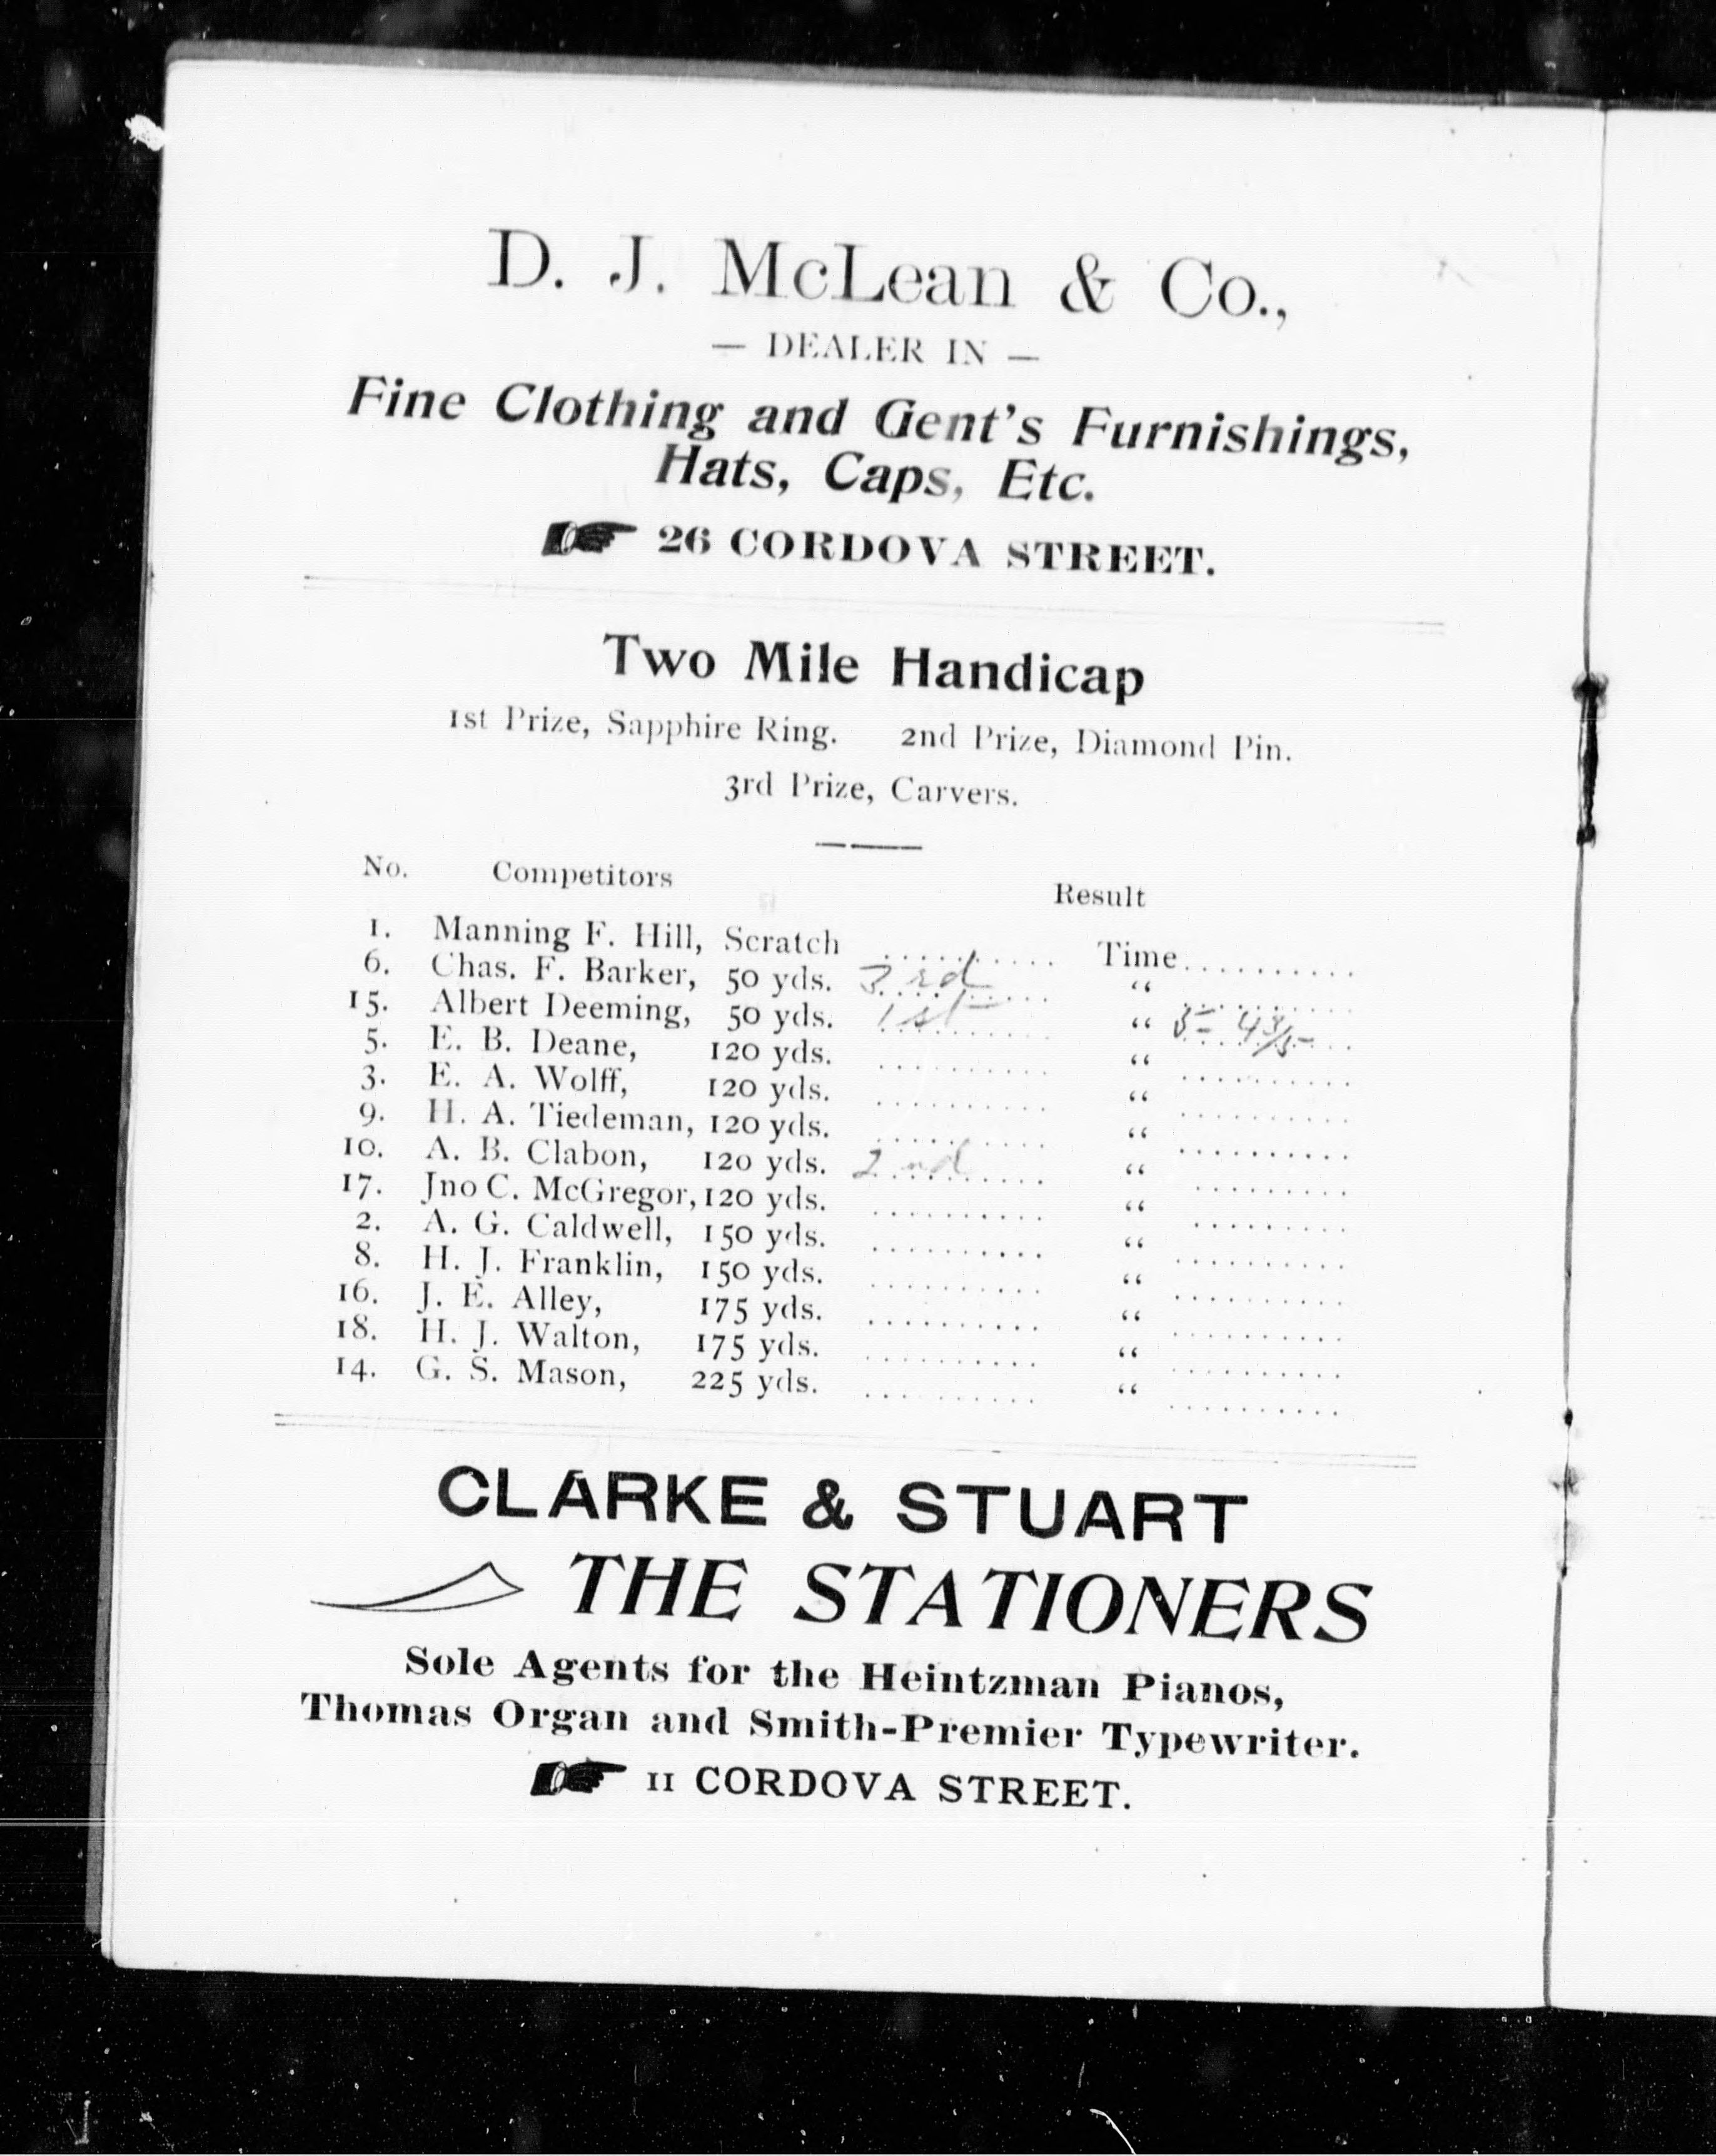 D. J. McLean & Co.,
— DEALER IN —
Fine Clothing and Gent's Furnishings,
Hats, Caps, Etc.
26 CORDOVA STREET.
Two Mile Handicap
1st Prize, Sapphire Ring. 2nd Prize, Diamond Pin.
3rd Prize, Carvers.
No. Competitors Result
1. Manning F. Hill, Scratch .......... Time..........
6. Chas. F. Barker, 50 yds. 3rd “ ..........
15. Albert Deeming, 50 yds. 1st “ 5 - 4 3/5
5. E. B. Deane, 120 yds. .......... “ ..........
3. E. A. Wolff, 120 yds. .......... “ ..........
9. H. A. Tiedeman, 120 yds. .......... “ ..........
10. A. B. Clabon, 120 yds. 2nd “ ..........
17. Jno C. McGregor, 120 yds. .......... “ ..........
2. A. G. Caldwell, 150 yds. .......... “ ..........
8. H. J. Franklin, 150 yds. .......... “ ..........
16. J. E. Alley, 175 yds. .......... “ ..........
18. H. J. Walton, 175 yds. .......... “ ..........
14. G. S. Mason, 225 yds. .......... “ ..........
CLARKE & STUART
THE STATIONERS
Sole Agents for the Heintzman Pianos,
Thomas Organ and Smith-Premier Typewriter.
11 CORDOVA STREET.